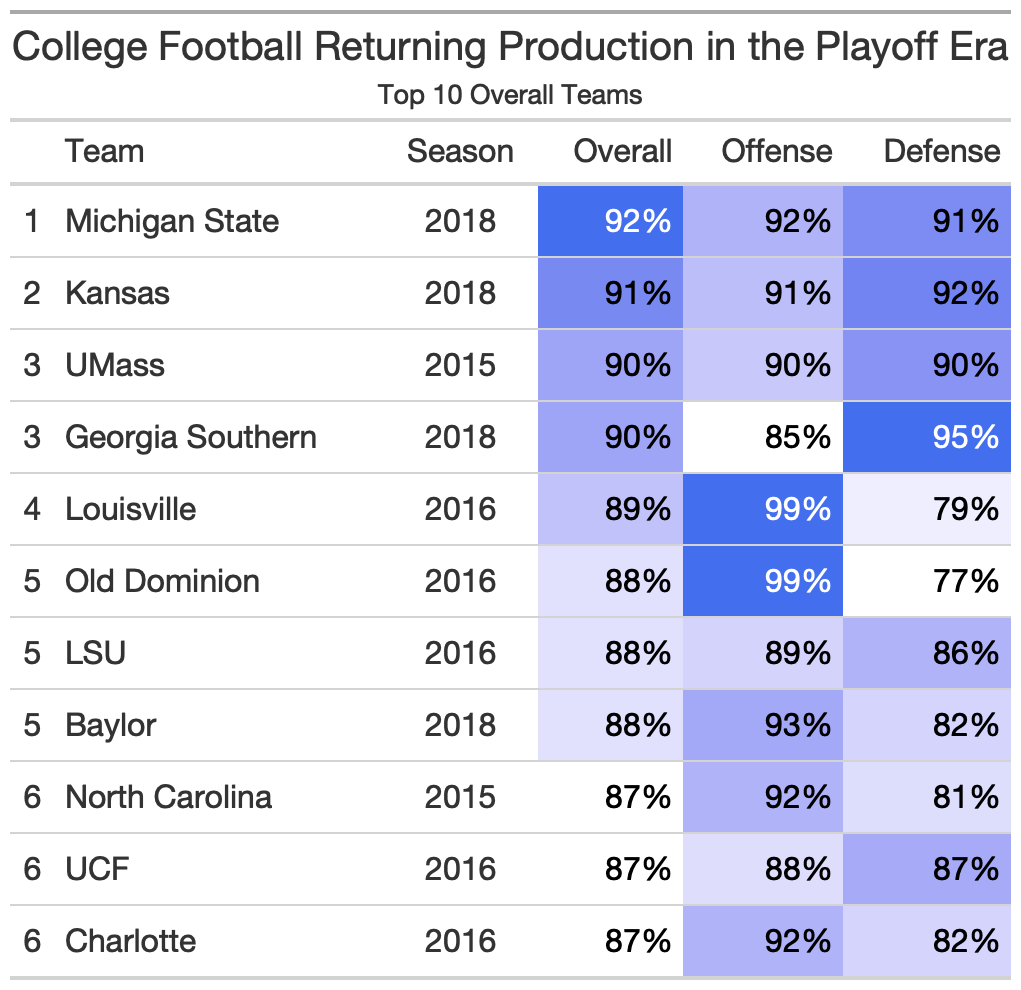 College Football Returning Production in the Playoff Era
Top 10 Overall Teams
Team Season Overall Offense Defense
1 Michigan State 2018 92% 92% 91%
2 Kansas 2018 91% 91% 92%
3 UMass 2015 90% 90% 90%
3 Georgia Southern 2018 90% 85% 95%
4 Louisville 2016 89% 99% 79%
5 Old Dominion 2016 88% 99% 77%
5 LSU 2016 88% 89% 86%
5 Baylor 2018 88% 93% 82%
6 North Carolina 2015 87% 92% 81%
6 UCF 2016 87% 88% 87%
6 Charlotte 2016 87% 92% 82%